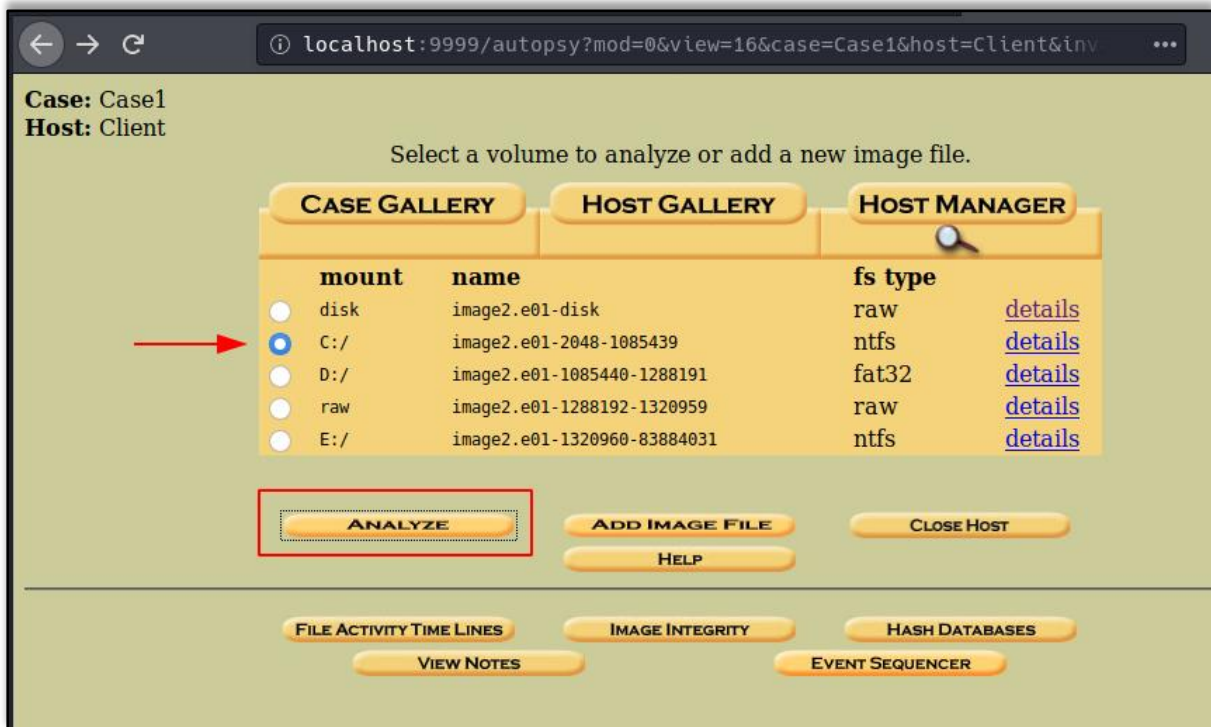 localhost:9999/autopsy?mod=0&view=16&case=Case1&host=Client&inv
Case: Case1
Host: Client
Select a volume to analyze or add a new image file.
CASE GALLERY HOST GALLERY HOST MANAGER
mount name fs type
disk image2.e01-disk raw details
C:/ image2.e01-2048-1085439 ntfs details
D:/ image2.e01-1085440-1288191 fat32 details
raw image2.e01-1288192-1320959 raw details
E:/ image2.e01-1320960-83884031 ntfs details
ANALYZE ADD IMAGE FILE CLOSE HOST
HELP
FILE ACTIVITY TIME LINES IMAGE INTEGRITY HASH DATABASES
VIEW NOTES EVENT SEQUENCER